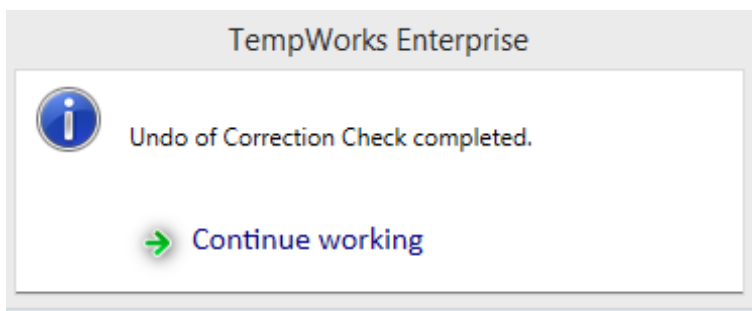 TempWorks Enterprise
Undo of Correction Check completed.
Continue working